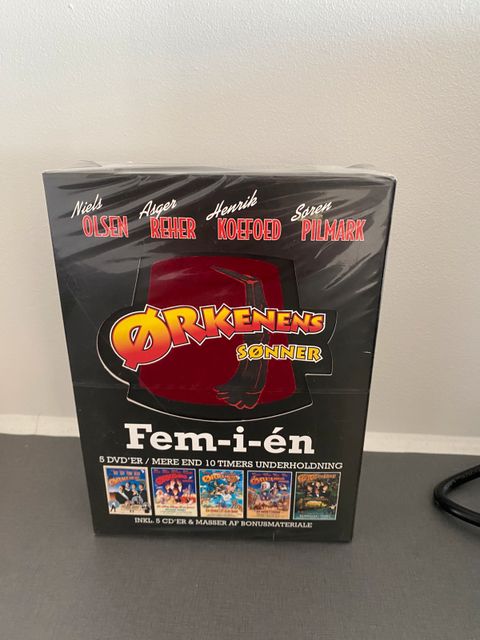 Niels Asger Henrik Søren
OLSEN REHER KOEFOED PILMARK
ØRKENENS
SØNNER
Fem-i-én
5 DVD'ER / MERE END 10 TIMERS UNDERHOLDNING
INKL. 5 CD'ER & MASSER AF BONUSMATERIALE